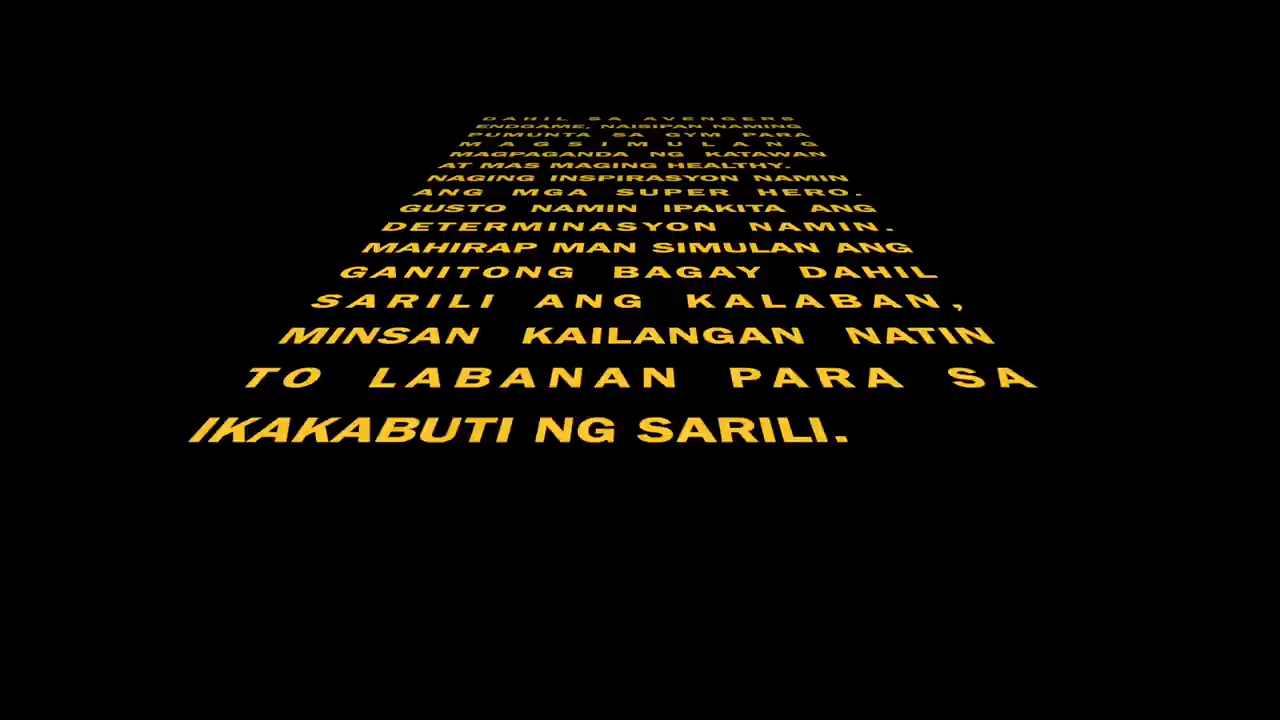 DAHIL SA AVENGERS
ENDGAME, NAISIPAN NAMING
PUMUNTA SA GYM PARA
MAGSIMULANG
MAGPAGANDA NG KATAWAN
AT MAS MAGING HEALTHY.
NAGING INSPIRASYON NAMIN
ANG MGA SUPER HERO.
GUSTO NAMIN IPAKITA ANG
DETERMINASYON NAMIN.
MAHIRAP MAN SIMULAN ANG
GANITONG BAGAY DAHIL
SARILI ANG KALABAN,
MINSAN KAILANGAN NATIN
TO LABANAN PARA SA
IKAKABUTI NG SARILI.